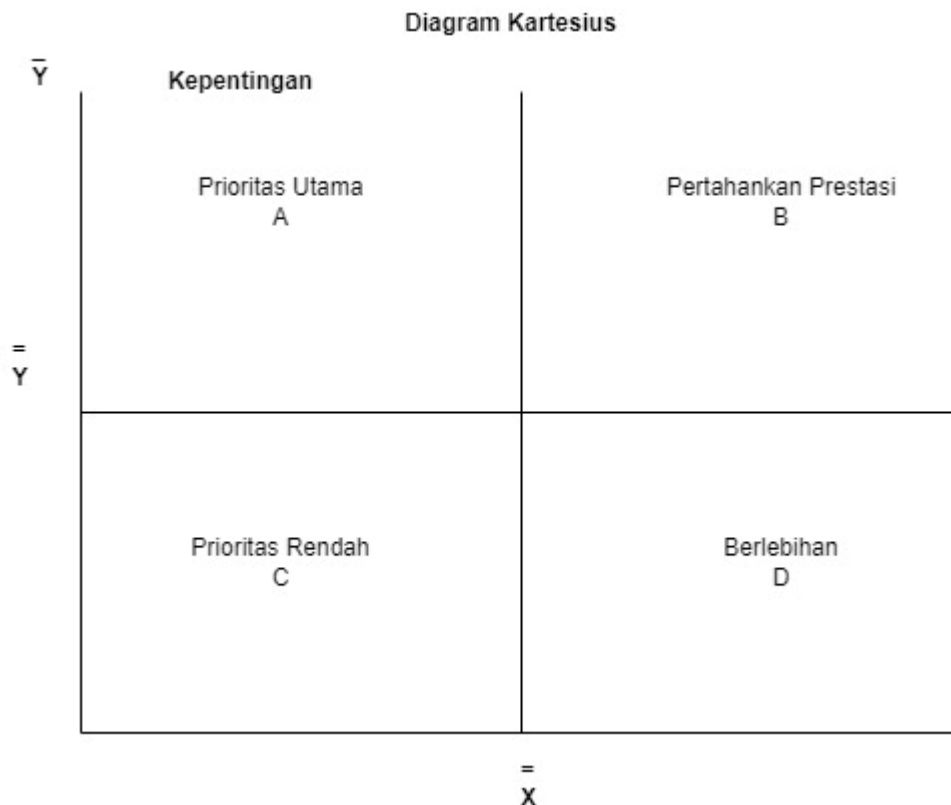 Diagram Kartesius
Y̅
Kepentingan
Prioritas Utama
A
Pertahankan Prestasi
B
=
Y
Prioritas Rendah
C
Berlebihan
D
=
X